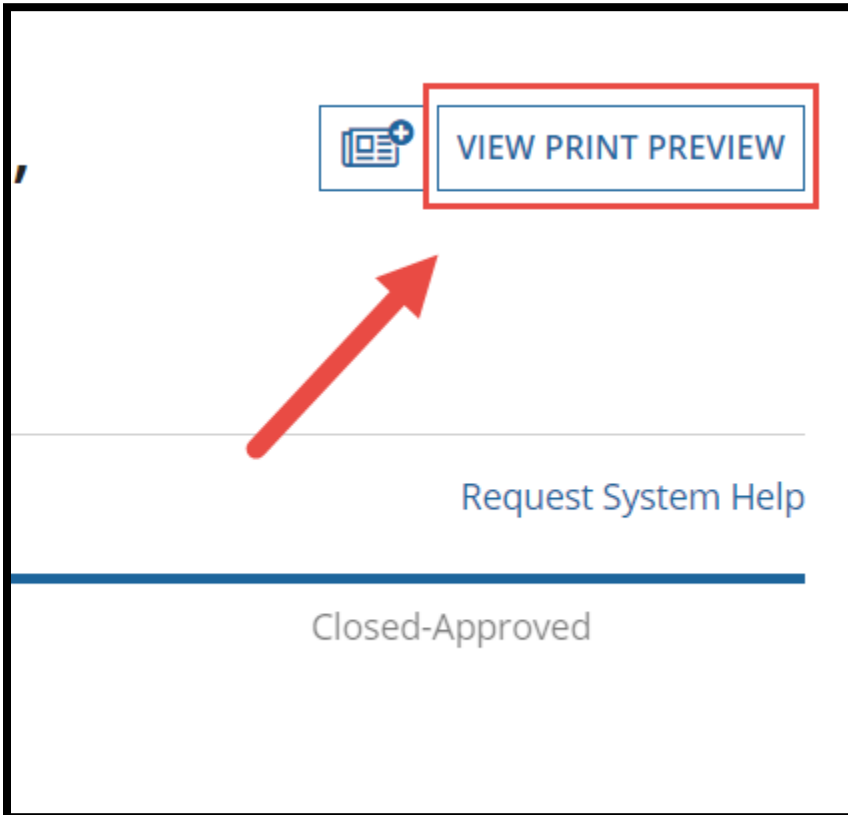 ,
VIEW PRINT PREVIEW
Request System Help
Closed-Approved